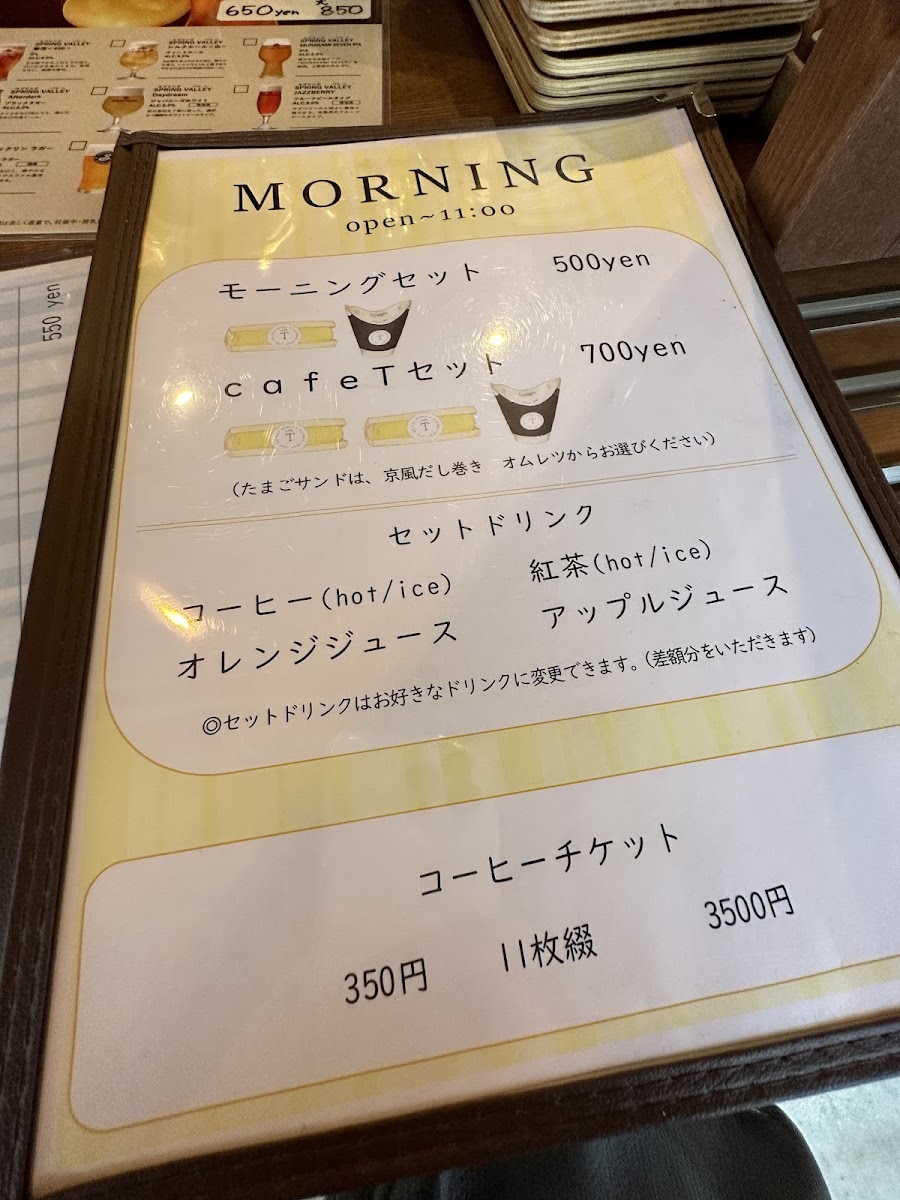 650yen
850
SPRING VALLEY
SPRING VALLEY
SPRING VALLEY
SPRING VALLEY
Afterdark
SPRING VALLEY
Daydream
SPRING VALLEY
JAZZBERRY
550 yen
MORNING
open~11:00
モーニングセット 500yen
cafeTセット 700yen
(たまごサンドは、京風だし巻き オムレツからお選びください)
セットドリンク
コーヒー(hot/ice) 紅茶(hot/ice)
オレンジジュース アップルジュース
◎セットドリンクはお好きなドリンクに変更できます。(差額分をいただきます)
コーヒーチケット
350円 11枚綴 3500円